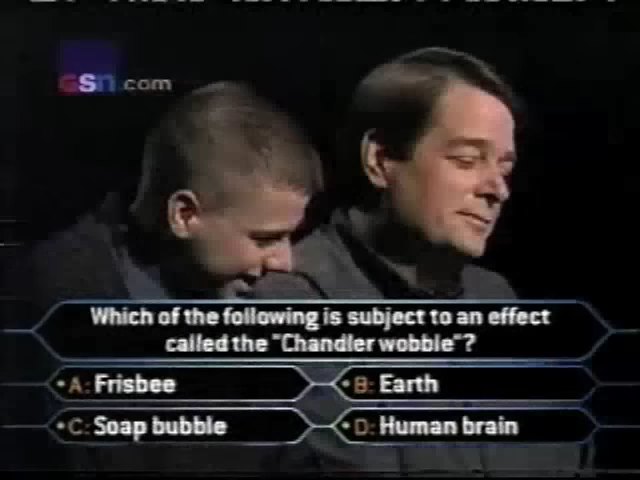 GSN.com
Which of the following is subject to an effect
called the "Chandler wobble"?
A: Frisbee
B: Earth
C: Soap bubble
D: Human brain